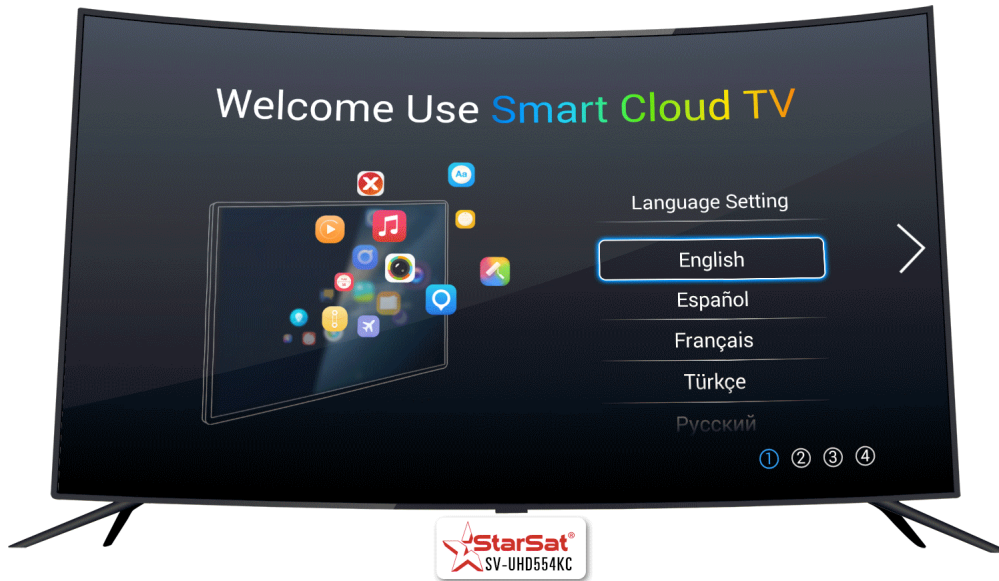 Welcome Use Smart Cloud TV
Aa
Language Setting
English
Español
Français
Türkçe
Русский
1 2 3 4
StarSat®
SV-UHD554KC